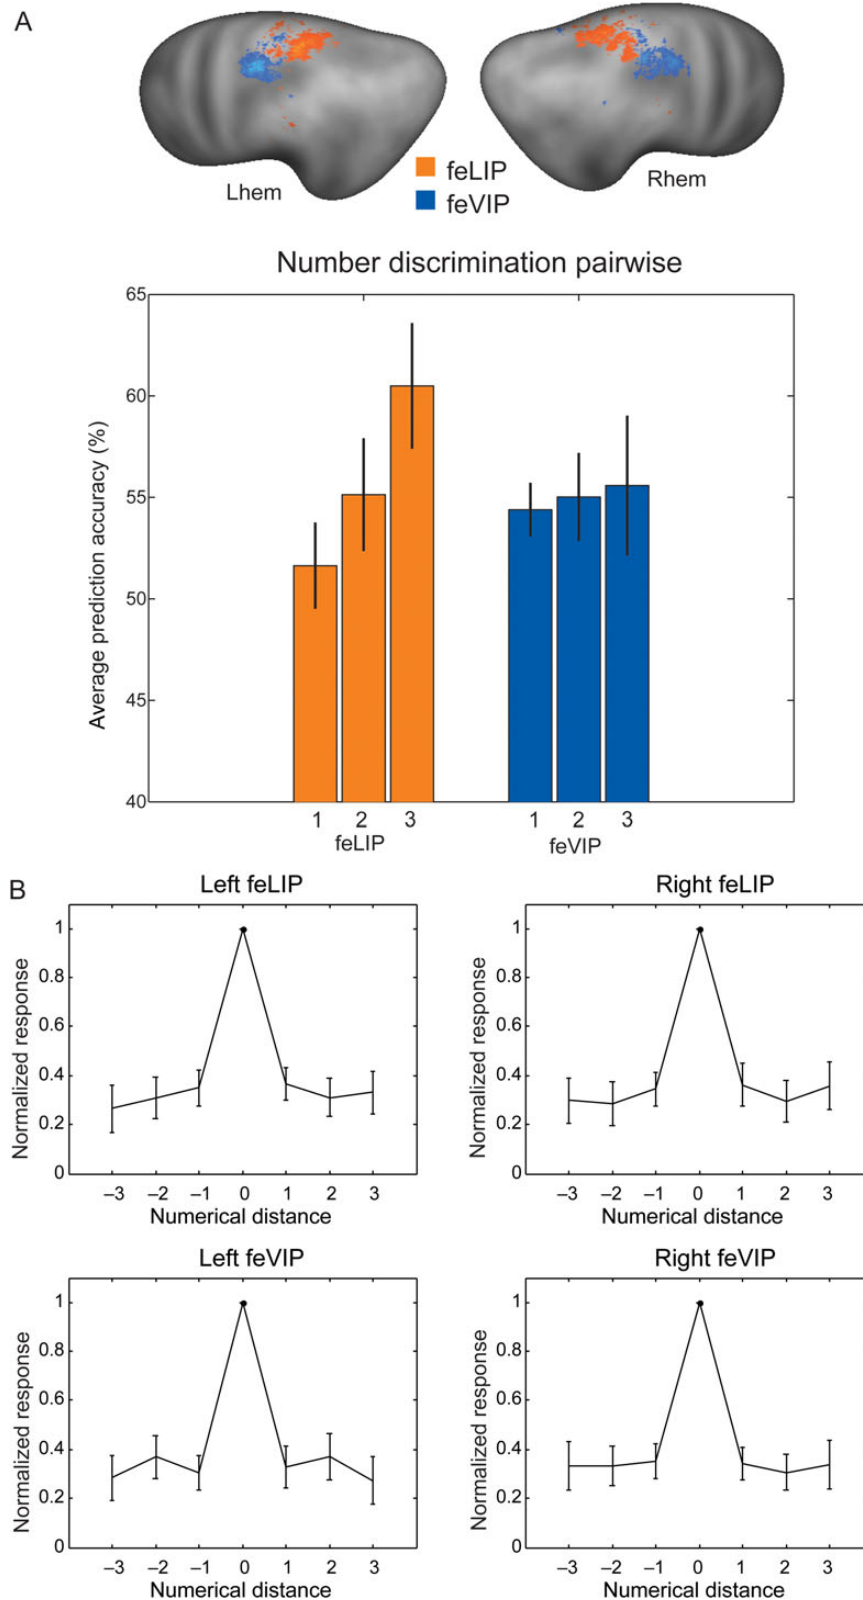 A
Lhem
feLIP
feVIP
Rhem
Number discrimination pairwise
Average prediction accuracy (%)
65
60
55
50
45
40
1 2 3
feLIP
1 2 3
feVIP
B
Left feLIP
Normalized response
1
0.8
0.6
0.4
0.2
0
–3 –2 –1 0 1 2 3
Numerical distance
Right feLIP
Normalized response
1
0.8
0.6
0.4
0.2
0
–3 –2 –1 0 1 2 3
Numerical distance
Left feVIP
Normalized response
1
0.8
0.6
0.4
0.2
0
–3 –2 –1 0 1 2 3
Numerical distance
Right feVIP
Normalized response
1
0.8
0.6
0.4
0.2
0
–3 –2 –1 0 1 2 3
Numerical distance